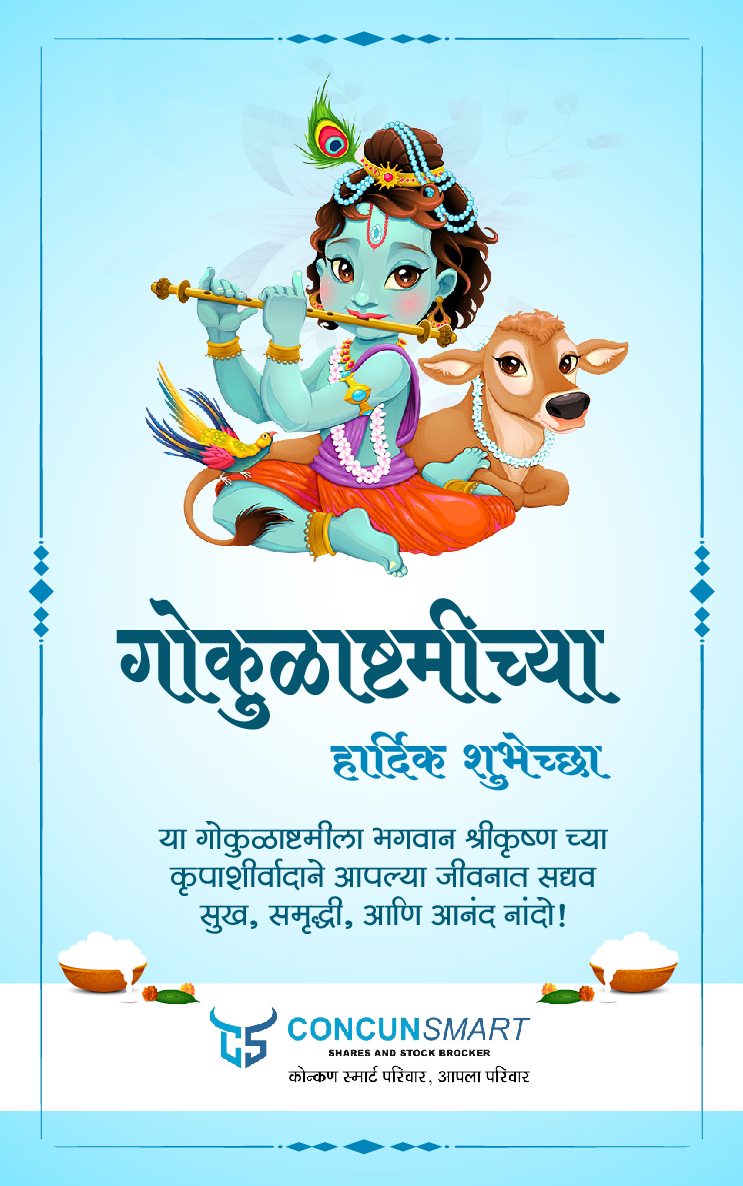 गोकुळाष्टमीच्या
हार्दिक शुभेच्छा
या गोकुळाष्टमीला भगवान श्रीकृष्ण च्या
कृपाशीर्वादाने आपल्या जीवनात सद्यव
सुख, समृद्धी, आणि आनंद नांदो!
CS CONCUNSMART
SHARES AND STOCK BROCKER
कोन्कण स्मार्ट परिवार, आपला परिवार